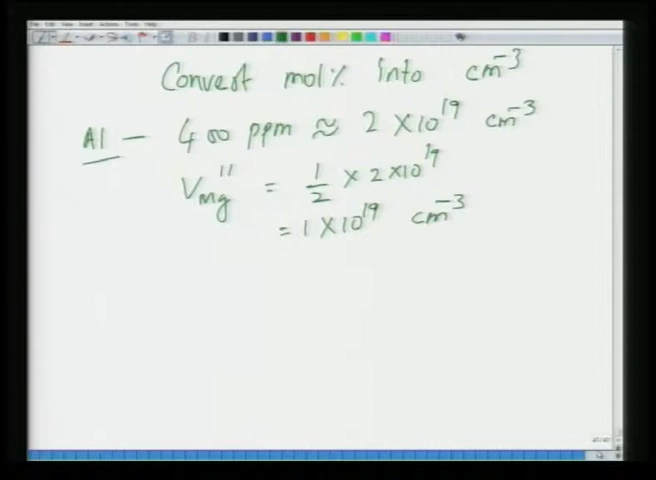 Convert mol% into cm⁻³
Al — 400 ppm ≈ 2 × 10¹⁹ cm⁻³
V_Mg'' = 1/2 × 2 × 10¹⁹
= 1 × 10¹⁹ cm⁻³